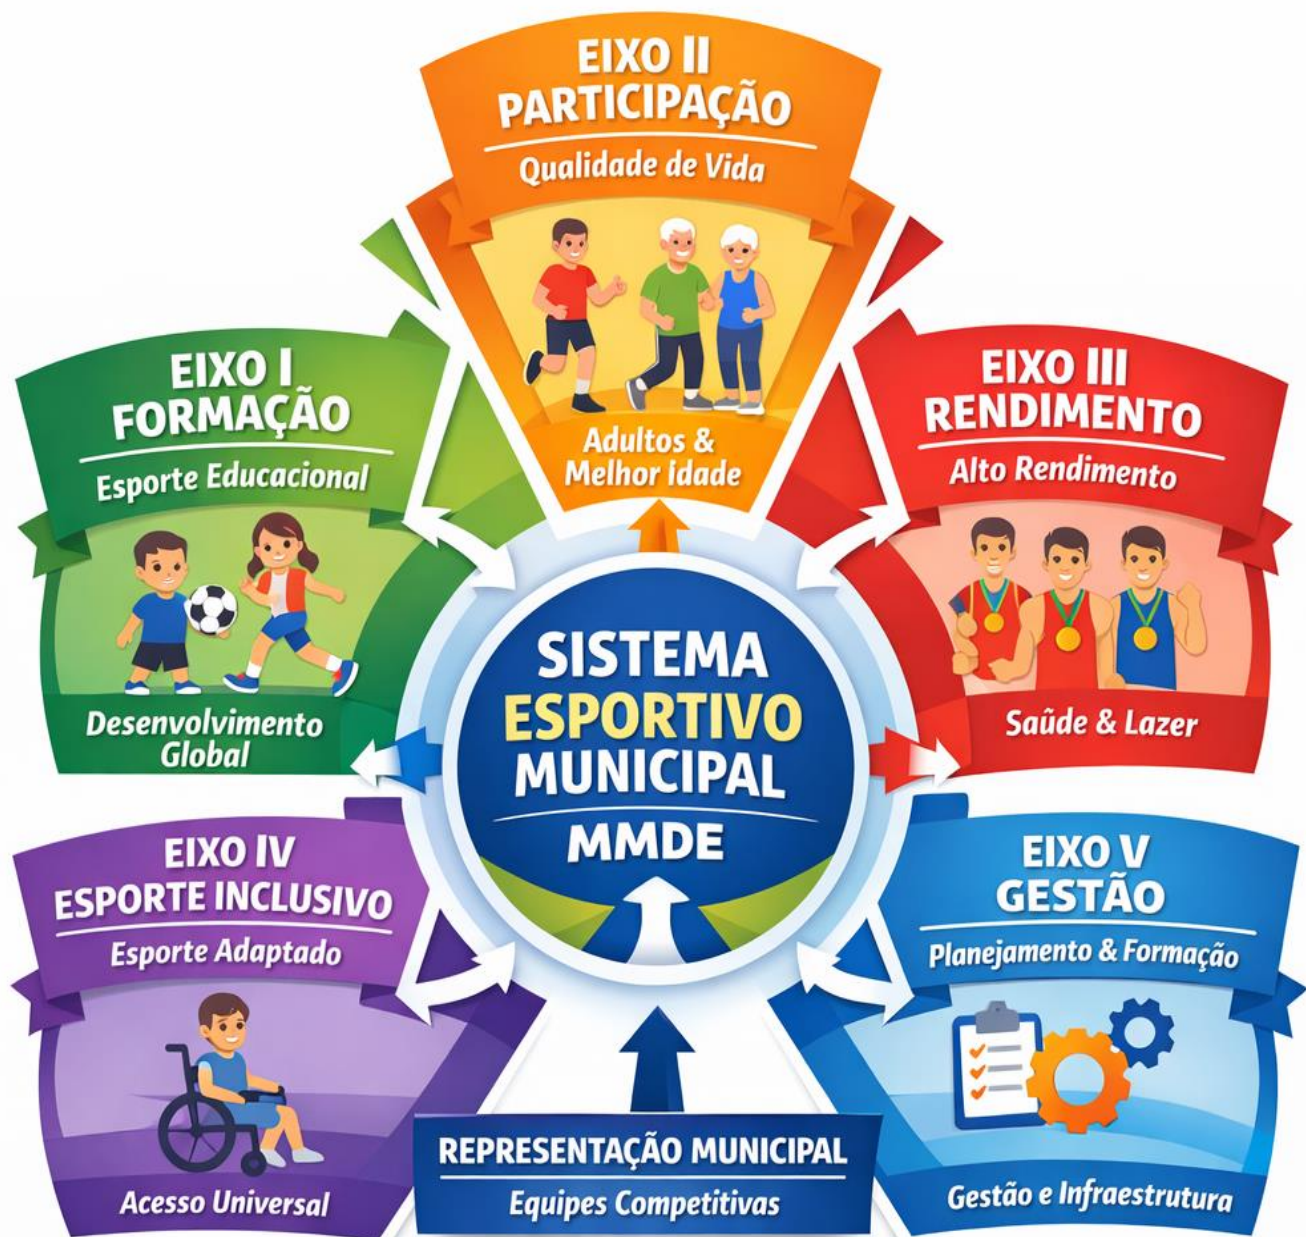 EIXO II
PARTICIPAÇÃO
Qualidade de Vida
Adultos &
Melhor Idade
EIXO I
FORMAÇÃO
Esporte Educacional
Desenvolvimento
Global
EIXO III
RENDIMENTO
Alto Rendimento
Saúde & Lazer
SISTEMA
ESPORTIVO
MUNICIPAL
MMDE
EIXO IV
ESPORTE INCLUSIVO
Esporte Adaptado
Acesso Universal
EIXO V
GESTÃO
Planejamento & Formação
Gestão e Infraestrutura
REPRESENTAÇÃO MUNICIPAL
Equipes Competitivas